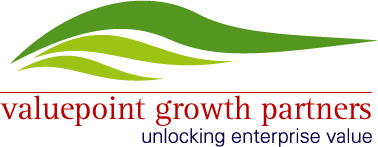 valuepoint growth partners
unlocking enterprise value